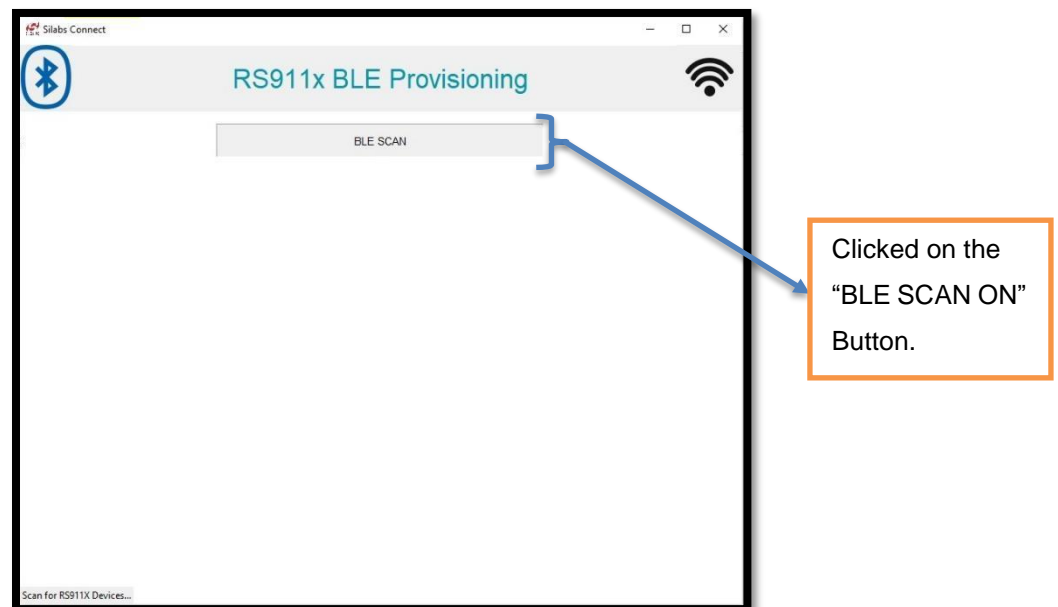 Silabs Connect
RS911x BLE Provisioning
BLE SCAN
Clicked on the
“BLE SCAN ON”
Button.
Scan for RS911X Devices...